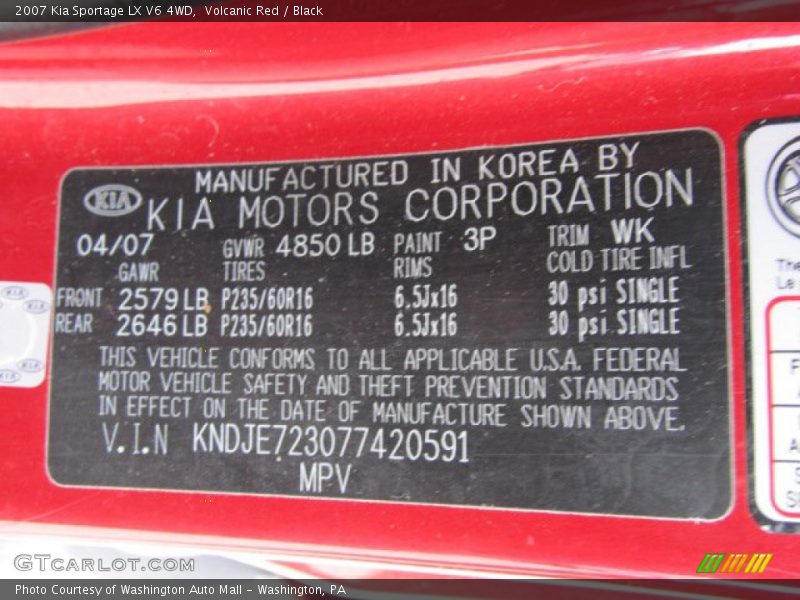 2007 Kia Sportage LX V6 4WD, Volcanic Red / Black
MANUFACTURED IN KOREA BY
KIA KIA MOTORS CORPORATION
04/07 GVWR 4850 LB PAINT 3P TRIM WK
GAWR TIRES RIMS COLD TIRE INFL
FRONT 2579 LB P235/60R16 6.5Jx16 30 psi SINGLE
REAR 2646 LB P235/60R16 6.5Jx16 30 psi SINGLE
THIS VEHICLE CONFORMS TO ALL APPLICABLE U.S.A. FEDERAL
MOTOR VEHICLE SAFETY AND THEFT PREVENTION STANDARDS
IN EFFECT ON THE DATE OF MANUFACTURE SHOWN ABOVE.
V.I.N KNDJE723077420591
MPV
GTCARLOT.COM
Photo Courtesy of Washington Auto Mall - Washington, PA